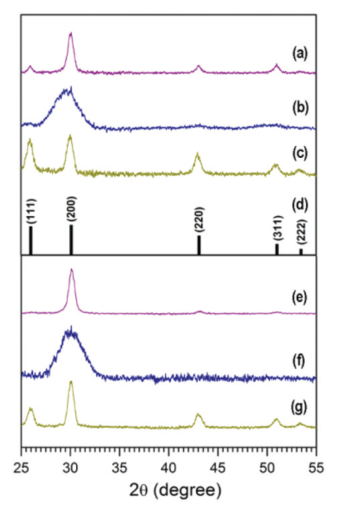 (a)
(b)
(c)
(d)
(111)
(200)
(220)
(311)
(222)
(e)
(f)
(g)
25 30 35 40 45 50 55
2θ (degree)